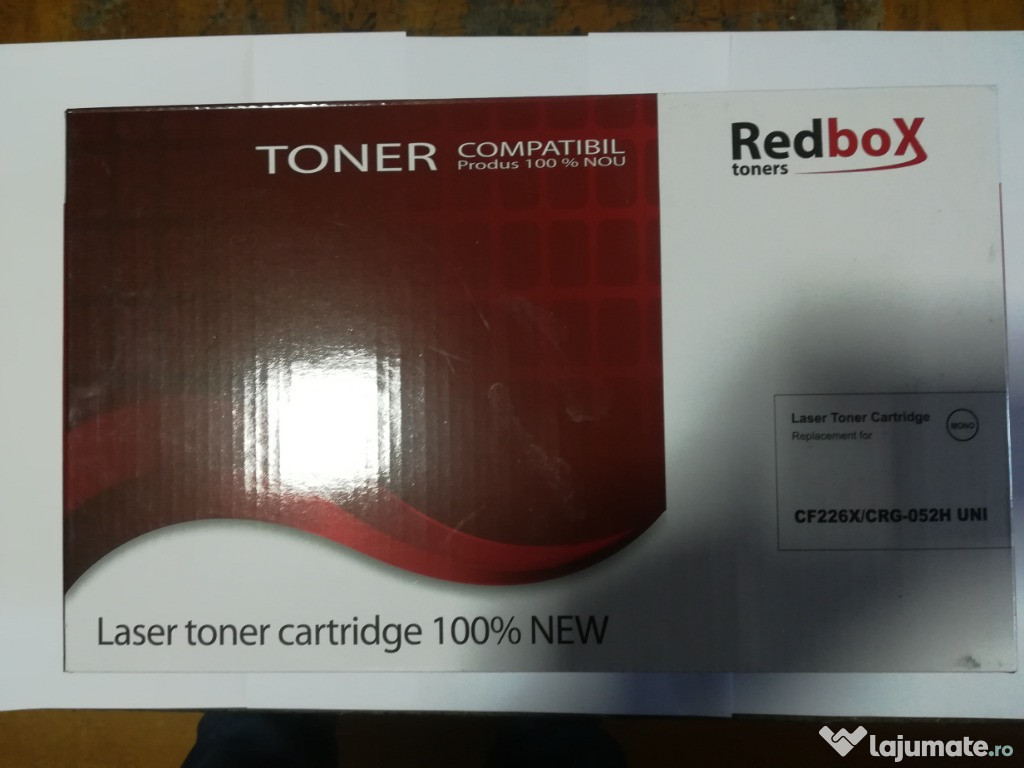 TONER COMPATIBIL
Produs 100 % NOU
RedboX
toners
Laser Toner Cartridge
MONO
Replacement for
CF226X/CRG-052H UNI
Laser toner cartridge 100% NEW
lajumate.ro